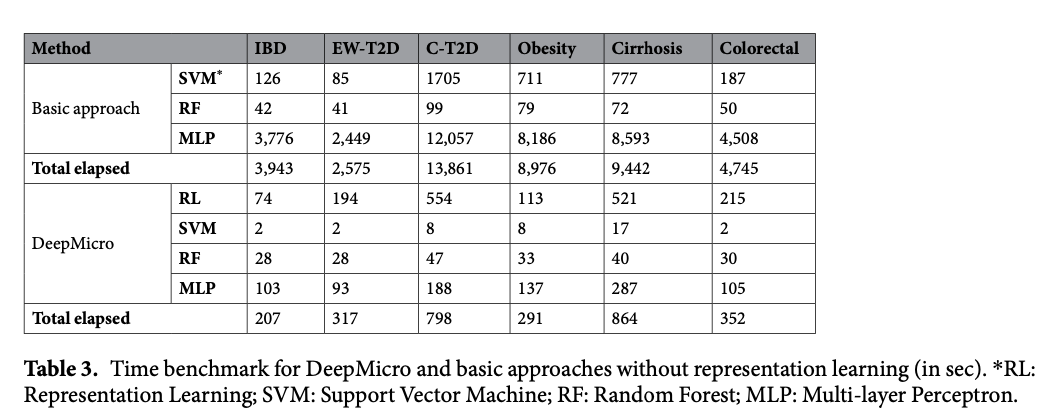 Method IBD EW-T2D C-T2D Obesity Cirrhosis Colorectal
Basic approach SVM* 126 85 1705 711 777 187
RF 42 41 99 79 72 50
MLP 3,776 2,449 12,057 8,186 8,593 4,508
Total elapsed 3,943 2,575 13,861 8,976 9,442 4,745
DeepMicro RL 74 194 554 113 521 215
SVM 2 2 8 8 17 2
RF 28 28 47 33 40 30
MLP 103 93 188 137 287 105
Total elapsed 207 317 798 291 864 352
Table 3. Time benchmark for DeepMicro and basic approaches without representation learning (in sec). *RL:
Representation Learning; SVM: Support Vector Machine; RF: Random Forest; MLP: Multi-layer Perceptron.